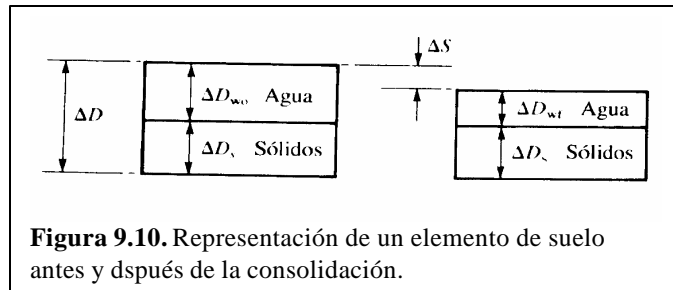 ΔS
ΔD
ΔD_wo Agua
ΔD_wf Agua
ΔD_s Sólidos
ΔD_s Sólidos
Figura 9.10. Representación de un elemento de suelo
antes y dspués de la consolidación.